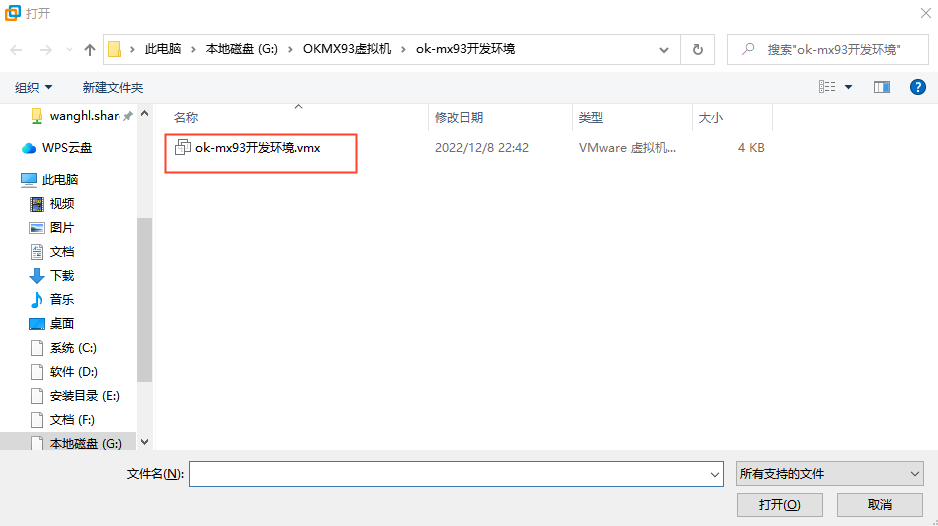 打开
此电脑 › 本地磁盘 (G:) › OKMX93虚拟机 › ok-mx93开发环境
搜索"ok-mx93开发环境"
组织 新建文件夹
名称 修改日期 类型 大小
ok-mx93开发环境.vmx 2022/12/8 22:42 VMware 虚拟机... 4 KB
wanghl.shar
WPS云盘
此电脑
视频
图片
文档
下载
音乐
桌面
系统 (C:)
软件 (D:)
安装目录 (E:)
文档 (F:)
本地磁盘 (G:)
文件名(N):
所有支持的文件
打开(O) 取消